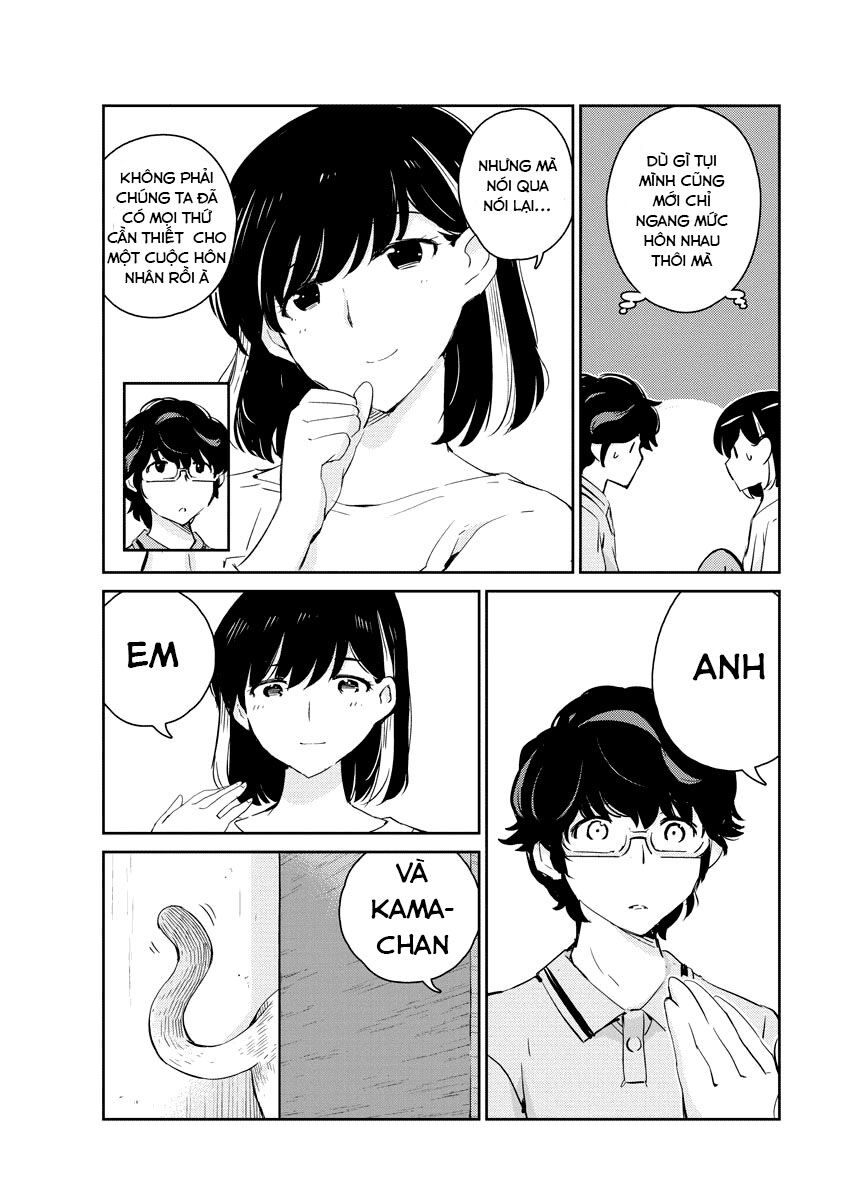 DÙ GÌ TỤI
MÌNH CŨNG
MỚI CHỈ
NGANG MỨC
HÔN NHAU
THÔI MÀ
NHƯNG MÀ
NÓI QUA
NÓI LẠI...
KHÔNG PHẢI
CHÚNG TA ĐÃ
CÓ MỌI THỨ
CẦN THIẾT CHO
MỘT CUỘC HÔN
NHÂN RỒI À
ANH
EM
VÀ
KAMA-
CHAN